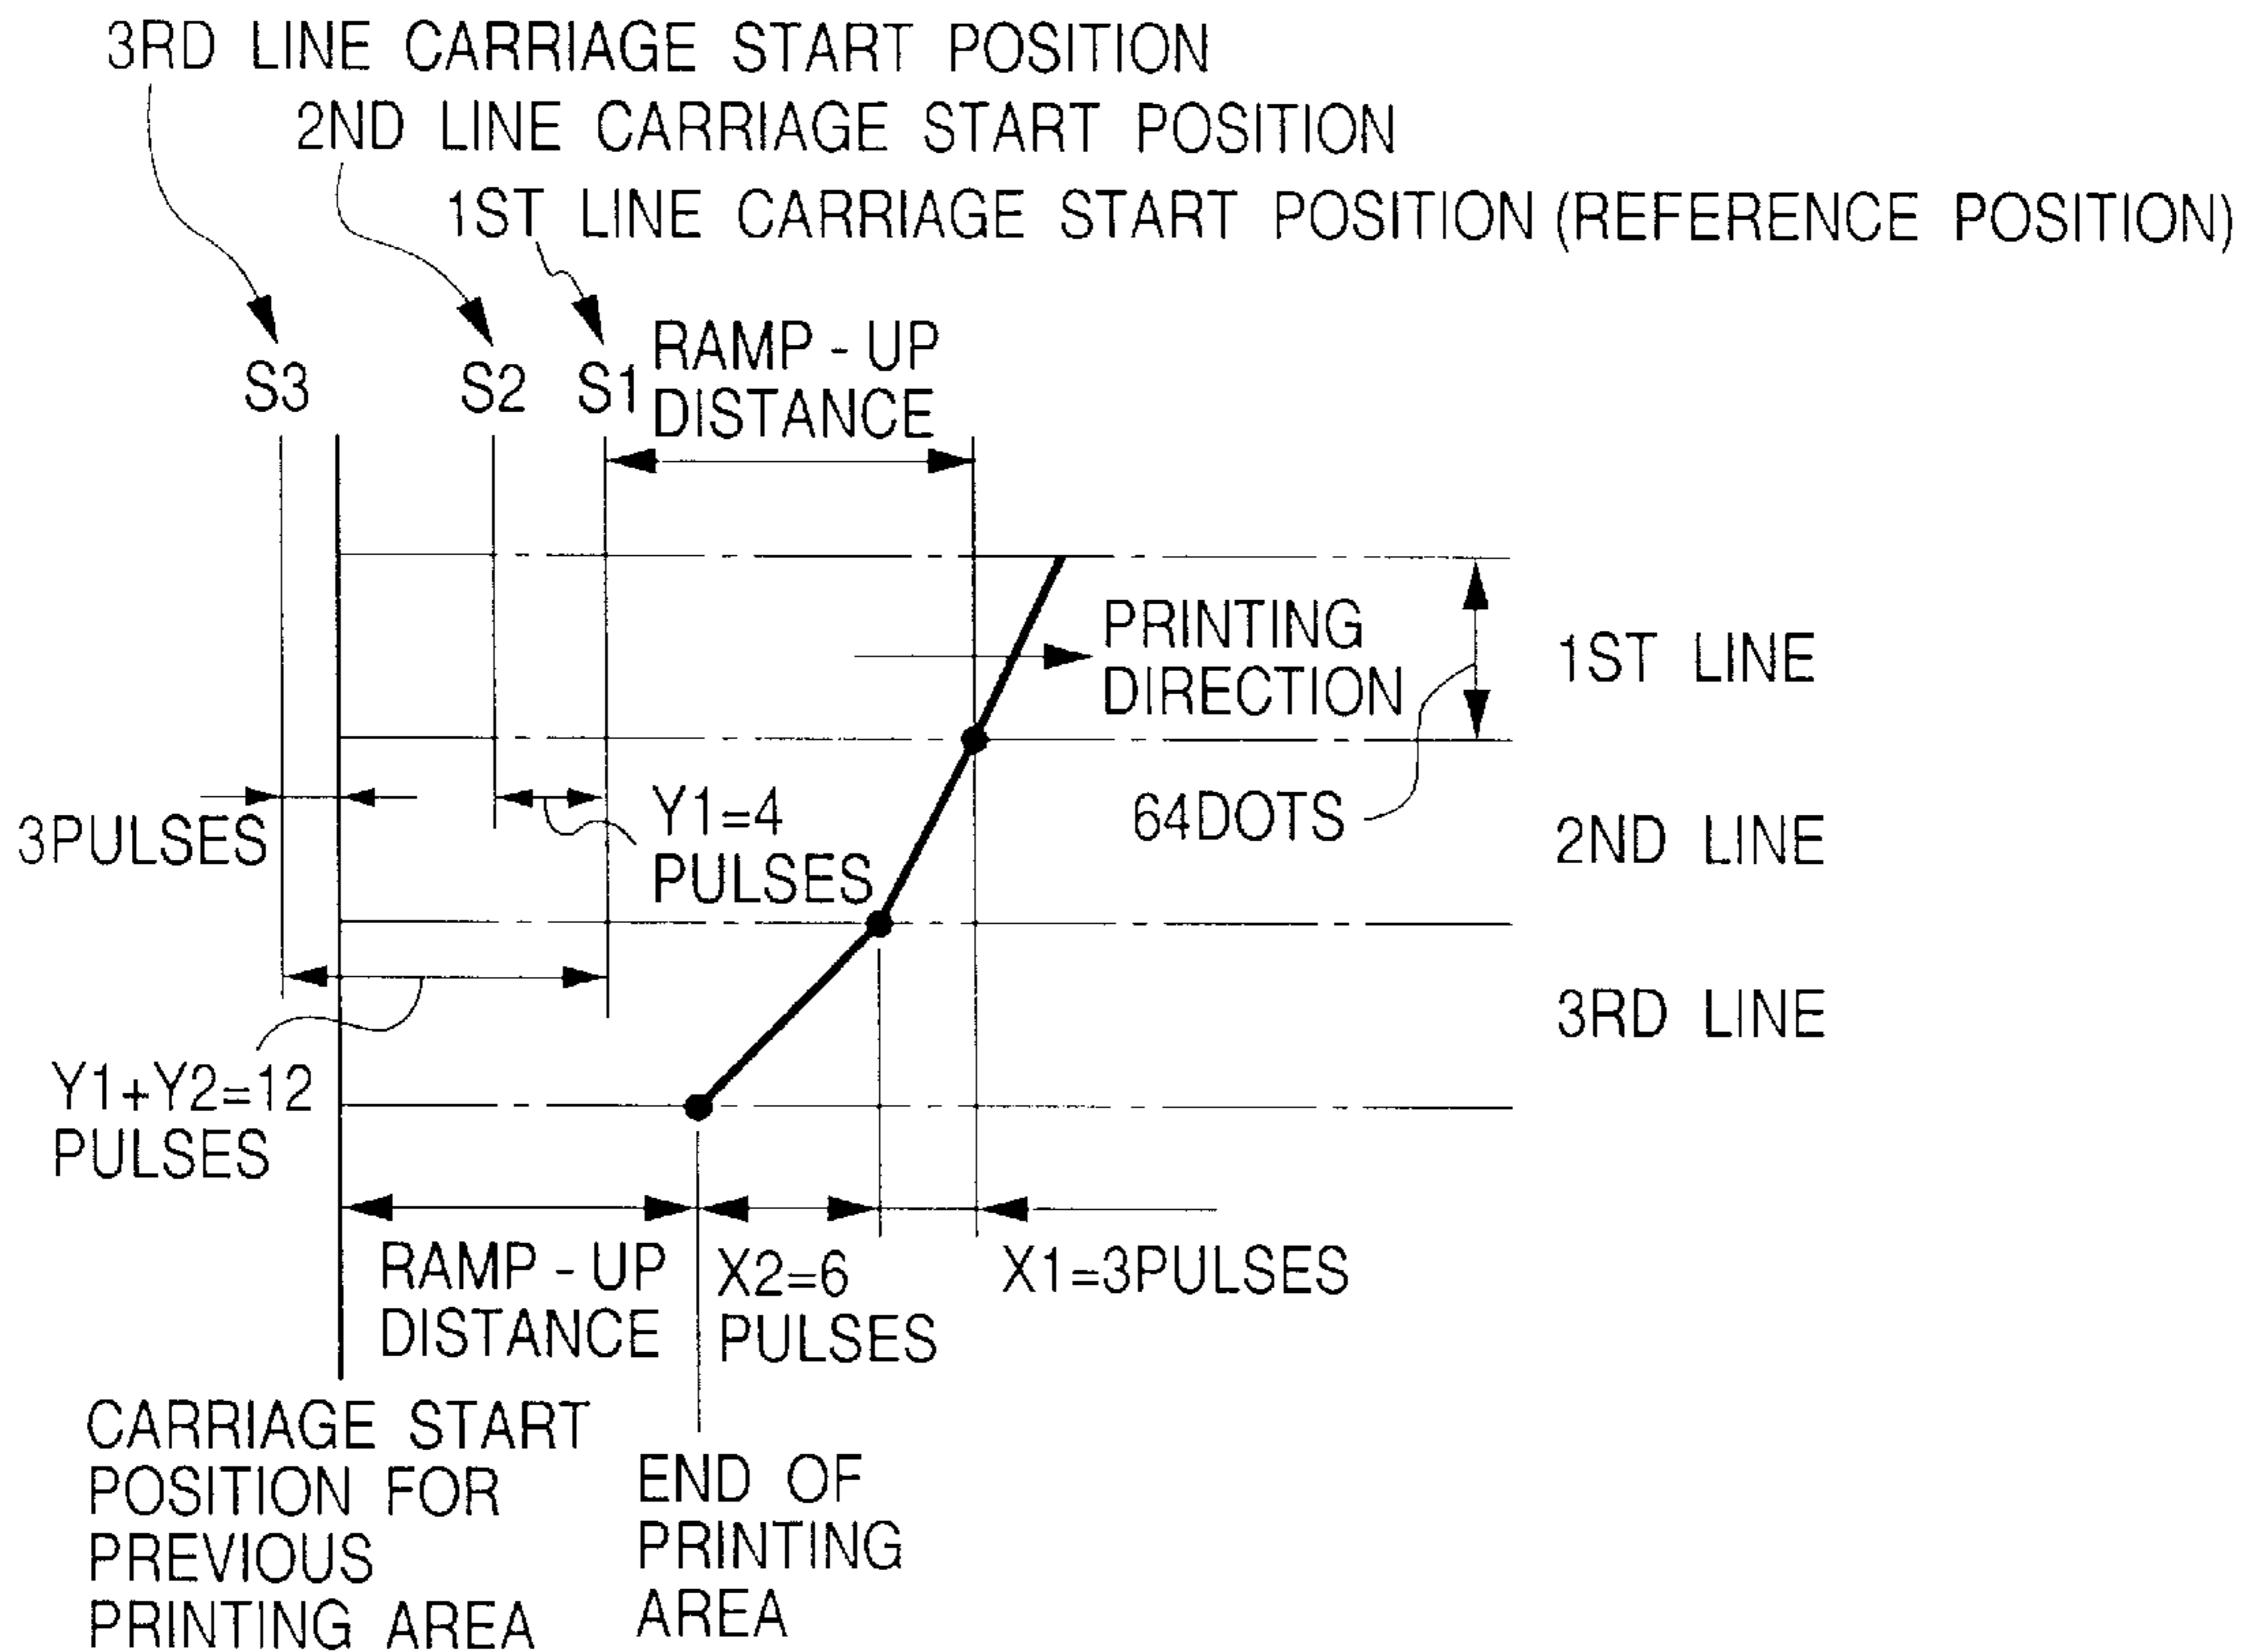 3RD LINE CARRIAGE START POSITION
2ND LINE CARRIAGE START POSITION
1ST LINE CARRIAGE START POSITION (REFERENCE POSITION)
S3
S2
S1
RAMP - UP
DISTANCE
PRINTING
DIRECTION
1ST LINE
3PULSES
Y1=4
PULSES
64DOTS
2ND LINE
3RD LINE
Y1+Y2=12
PULSES
RAMP - UP
DISTANCE
X2=6
PULSES
X1=3PULSES
CARRIAGE START
POSITION FOR
PREVIOUS
PRINTING AREA
END OF
PRINTING
AREA